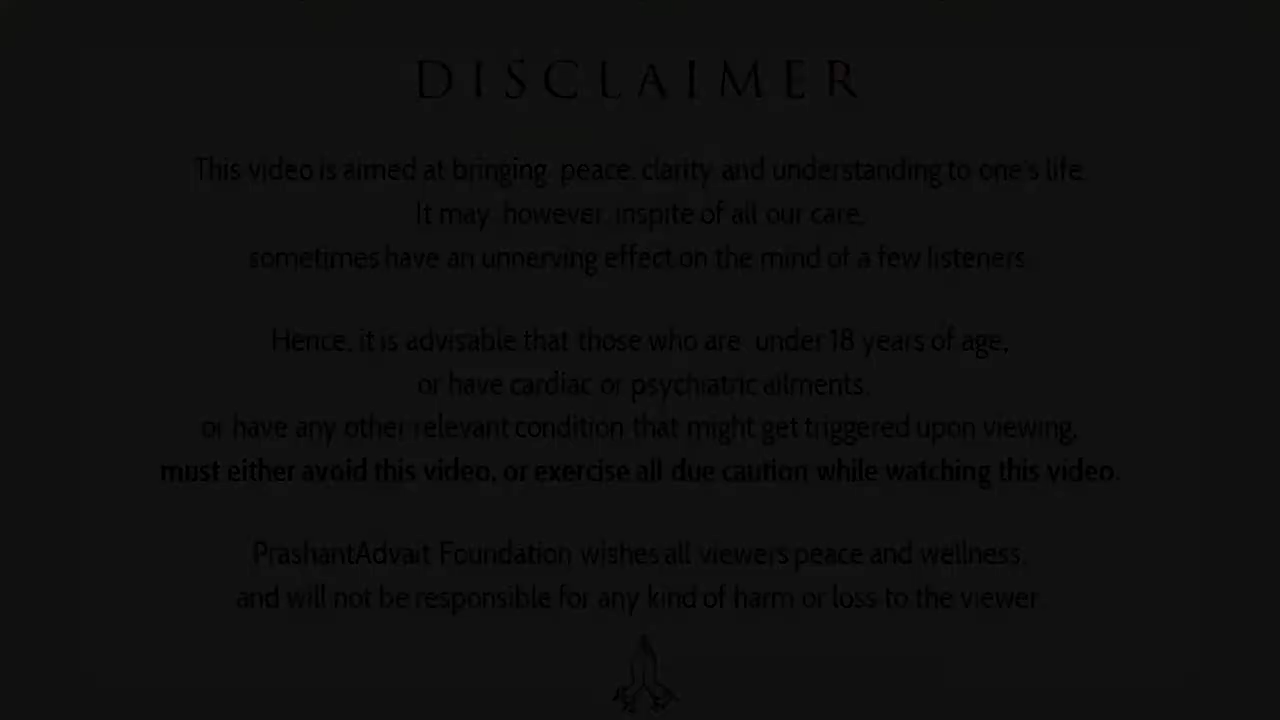 DISCLAIMER
This video is aimed at bringing peace, clarity and understanding to one's life.
It may, however, inspite of all our care,
sometimes have an unnerving effect on the mind of a few listeners.
Hence, it is advisable that those who are under 18 years of age,
or have cardiac or psychiatric ailments,
or have any other relevant condition that might get triggered upon viewing,
must either avoid this video, or exercise all due caution while watching this video.
PrashantAdvait Foundation wishes all viewers peace and wellness,
and will not be responsible for any kind of harm or loss to the viewer.